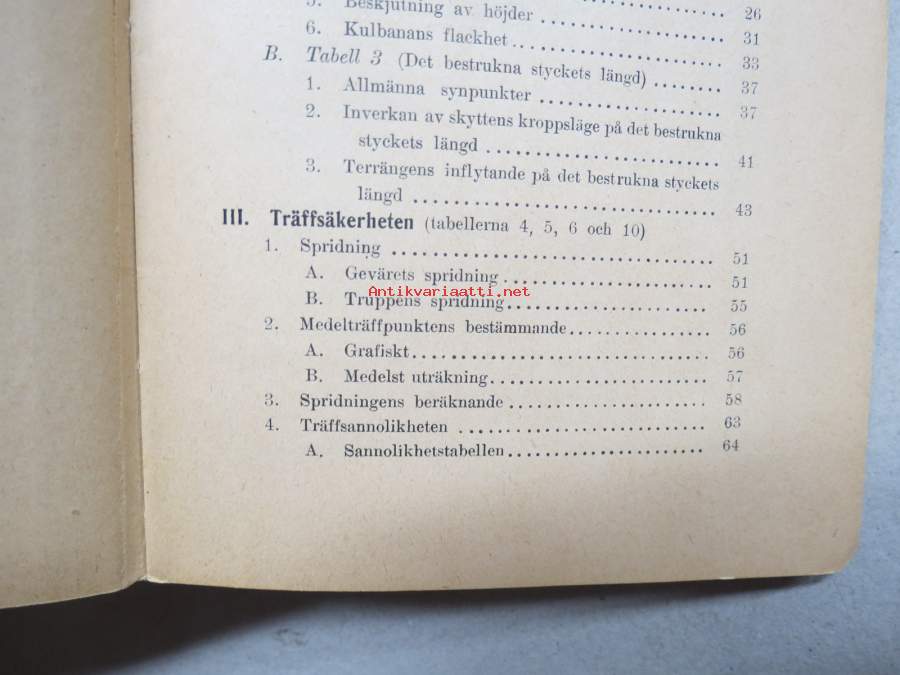 ........ 26
5. Beskjutning av höjder ........ 31
6. Kulbanans flackhet ........ 33
B. Tabell 3 (Det bestrukna styckets längd) ........ 37
1. Allmänna synpunkter ........ 37
2. Inverkan av skyttens kroppsläge på det bestrukna
styckets längd ........ 41
3. Terrängens inflytande på det bestrukna styckets
längd ........ 43
III. Träffsäkerheten (tabellerna 4, 5, 6 och 10)
1. Spridning ........ 51
A. Gevärets spridning ........ 51
Antikvariaatti.net
B. Truppens spridning ........ 55
2. Medelträffpunktens bestämmande ........ 56
A. Grafiskt ........ 56
B. Medelst uträkning ........ 57
3. Spridningens beräknande ........ 58
4. Träffsannolikheten ........ 63
A. Sannolikhetstabellen ........ 64